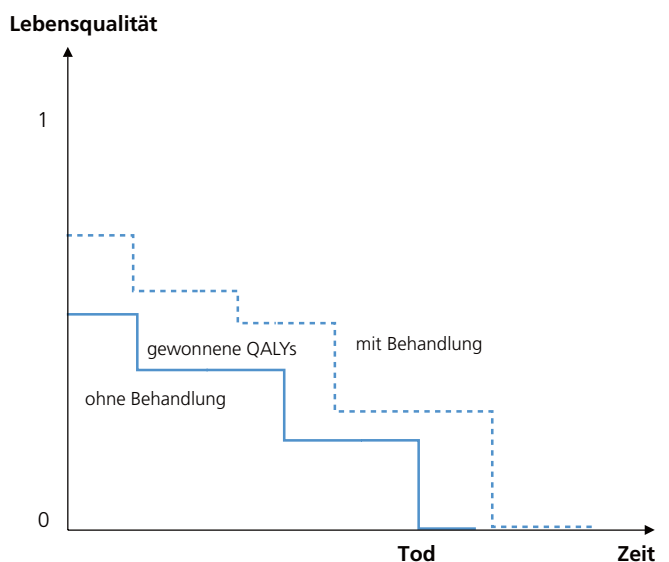 Lebensqualität
1
gewonnene QALYs
mit Behandlung
ohne Behandlung
0
Tod
Zeit